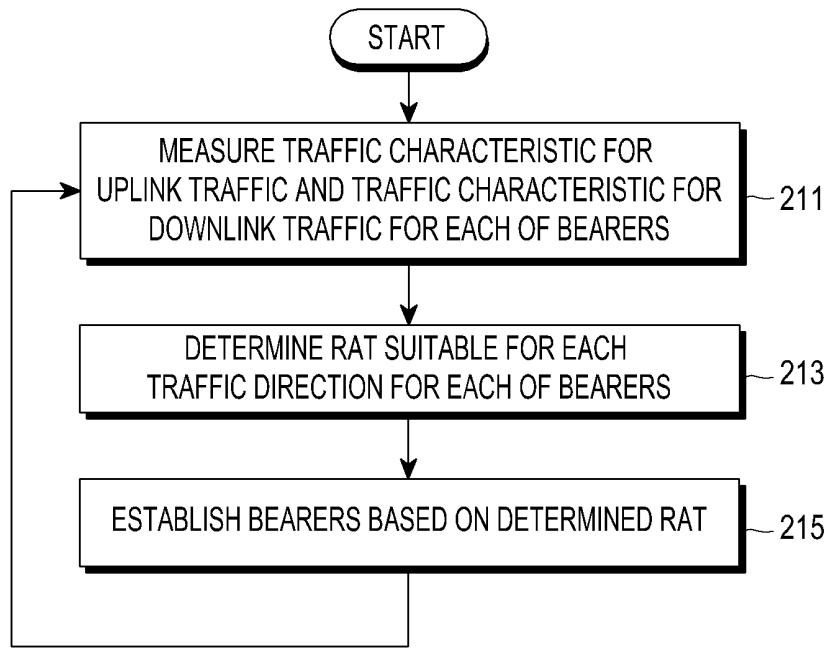 START
MEASURE TRAFFIC CHARACTERISTIC FOR
UPLINK TRAFFIC AND TRAFFIC CHARACTERISTIC FOR
DOWNLINK TRAFFIC FOR EACH OF BEARERS
211
DETERMINE RAT SUITABLE FOR EACH
TRAFFIC DIRECTION FOR EACH OF BEARERS
213
ESTABLISH BEARERS BASED ON DETERMINED RAT
215